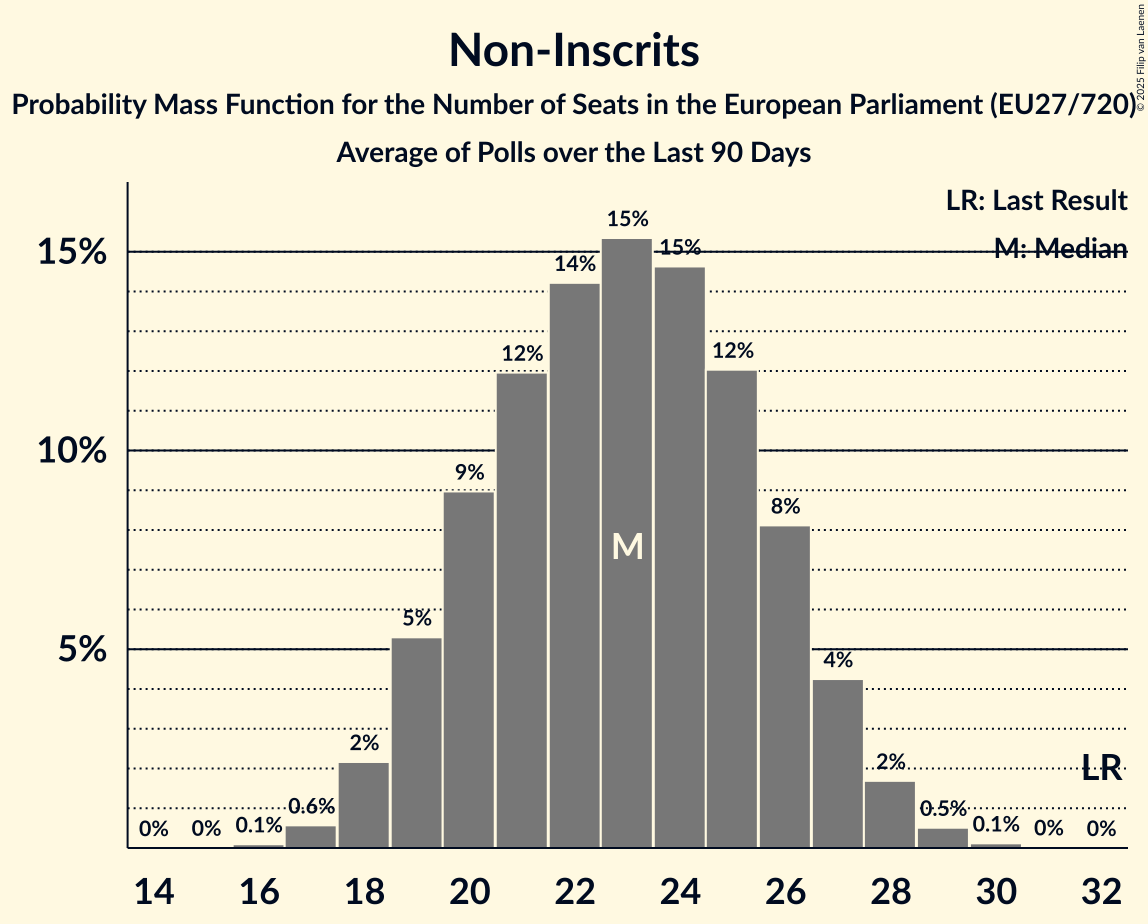 Non-Inscrits
Probability Mass Function for the Number of Seats in the European Parliament (EU27/720)
Average of Polls over the Last 90 Days
© 2025 Filip van Laenen
LR: Last Result
M: Median
15%
10%
5%
0%
0%
0.1%
0.6%
2%
5%
9%
12%
14%
15%
15%
12%
8%
4%
2%
0.5%
0.1%
0%
0%
M
LR
14 16 18 20 22 24 26 28 30 32